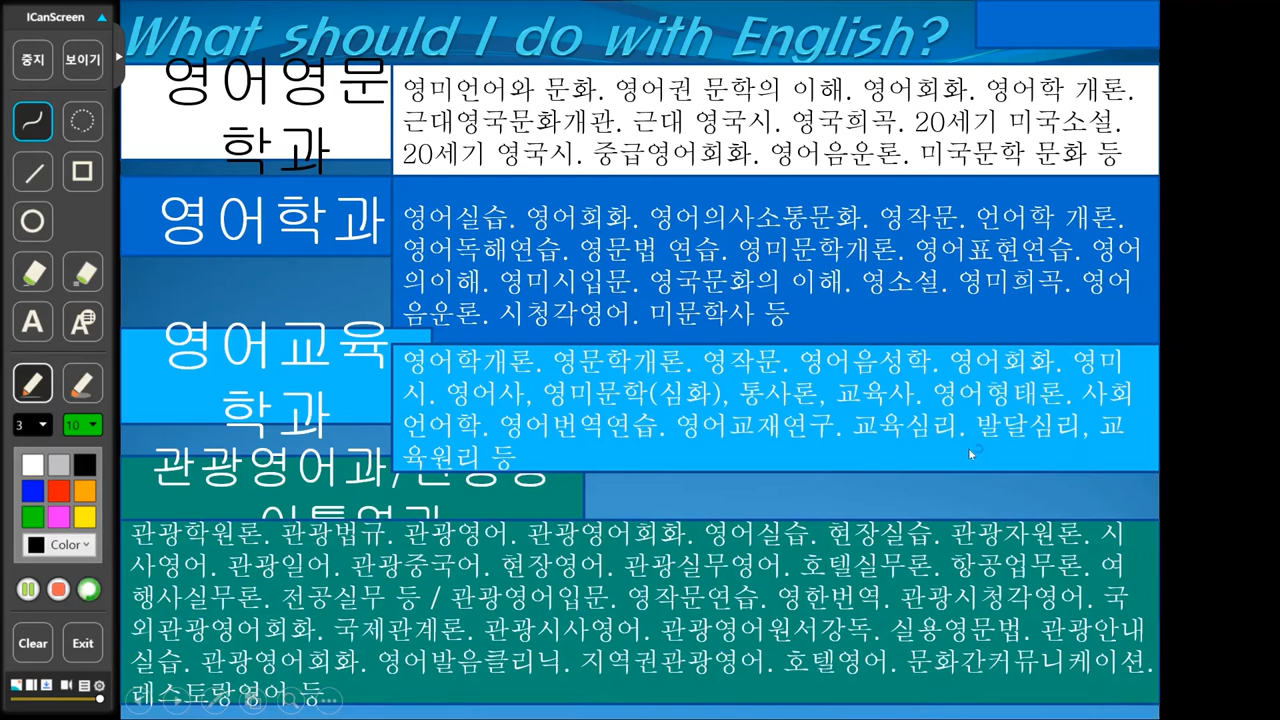 ICanScreen
중지 보이기
What should I do with English?
영어영문
학과
영미언어와 문화. 영어권 문학의 이해. 영어회화. 영어학 개론.
근대영국문화개관. 근대 영국시. 영국희곡. 20세기 미국소설.
20세기 영국시. 중급영어회화. 영어음운론. 미국문학 문화 등
영어학과
영어실습. 영어회화. 영어의사소통문화. 영작문. 언어학 개론.
영어독해연습. 영문법 연습. 영미문학개론. 영어표현연습. 영어
의이해. 영미시입문. 영국문화의 이해. 영소설. 영미희곡. 영어
음운론. 시청각영어. 미문학사 등
영어교육
학과
영어학개론. 영문학개론. 영작문. 영어음성학. 영어회화. 영미
시. 영어사, 영미문학(심화), 통사론, 교육사. 영어형태론. 사회
언어학. 영어번역연습. 영어교재연구. 교육심리. 발달심리, 교
육원리 등
관광영어과/
관광학원론. 관광법규. 관광영어. 관광영어회화. 영어실습. 현장실습. 관광자원론. 시
사영어. 관광일어. 관광중국어. 현장영어. 관광실무영어. 호텔실무론. 항공업무론. 여
행사실무론. 전공실무 등 / 관광영어입문. 영작문연습. 영한번역. 관광시청각영어. 국
외관광영어회화. 국제관계론. 관광시사영어. 관광영어원서강독. 실용영문법. 관광안내
실습. 관광영어회화. 영어발음클리닉. 지역권관광영어. 호텔영어. 문화간커뮤니케이션.
레스토랑영어 등
A A
3 10
Color
Clear Exit